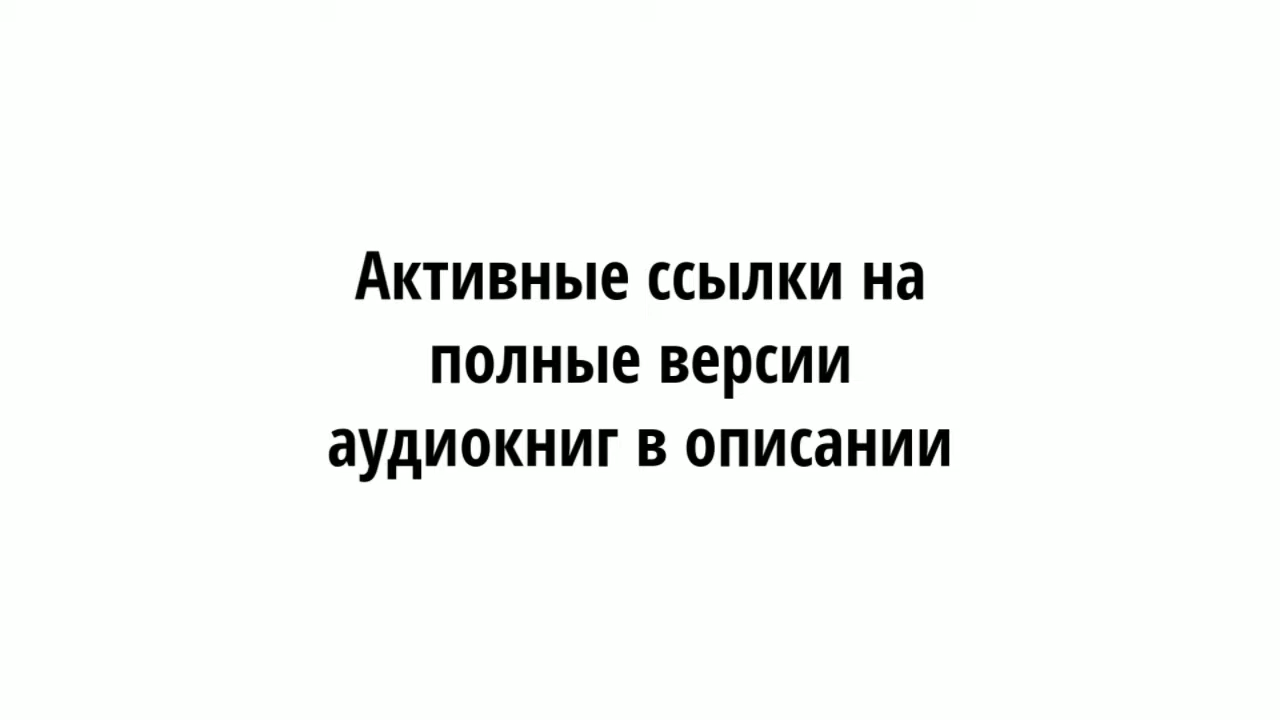 Активные ссылки на
полные версии
аудиокниг в описании